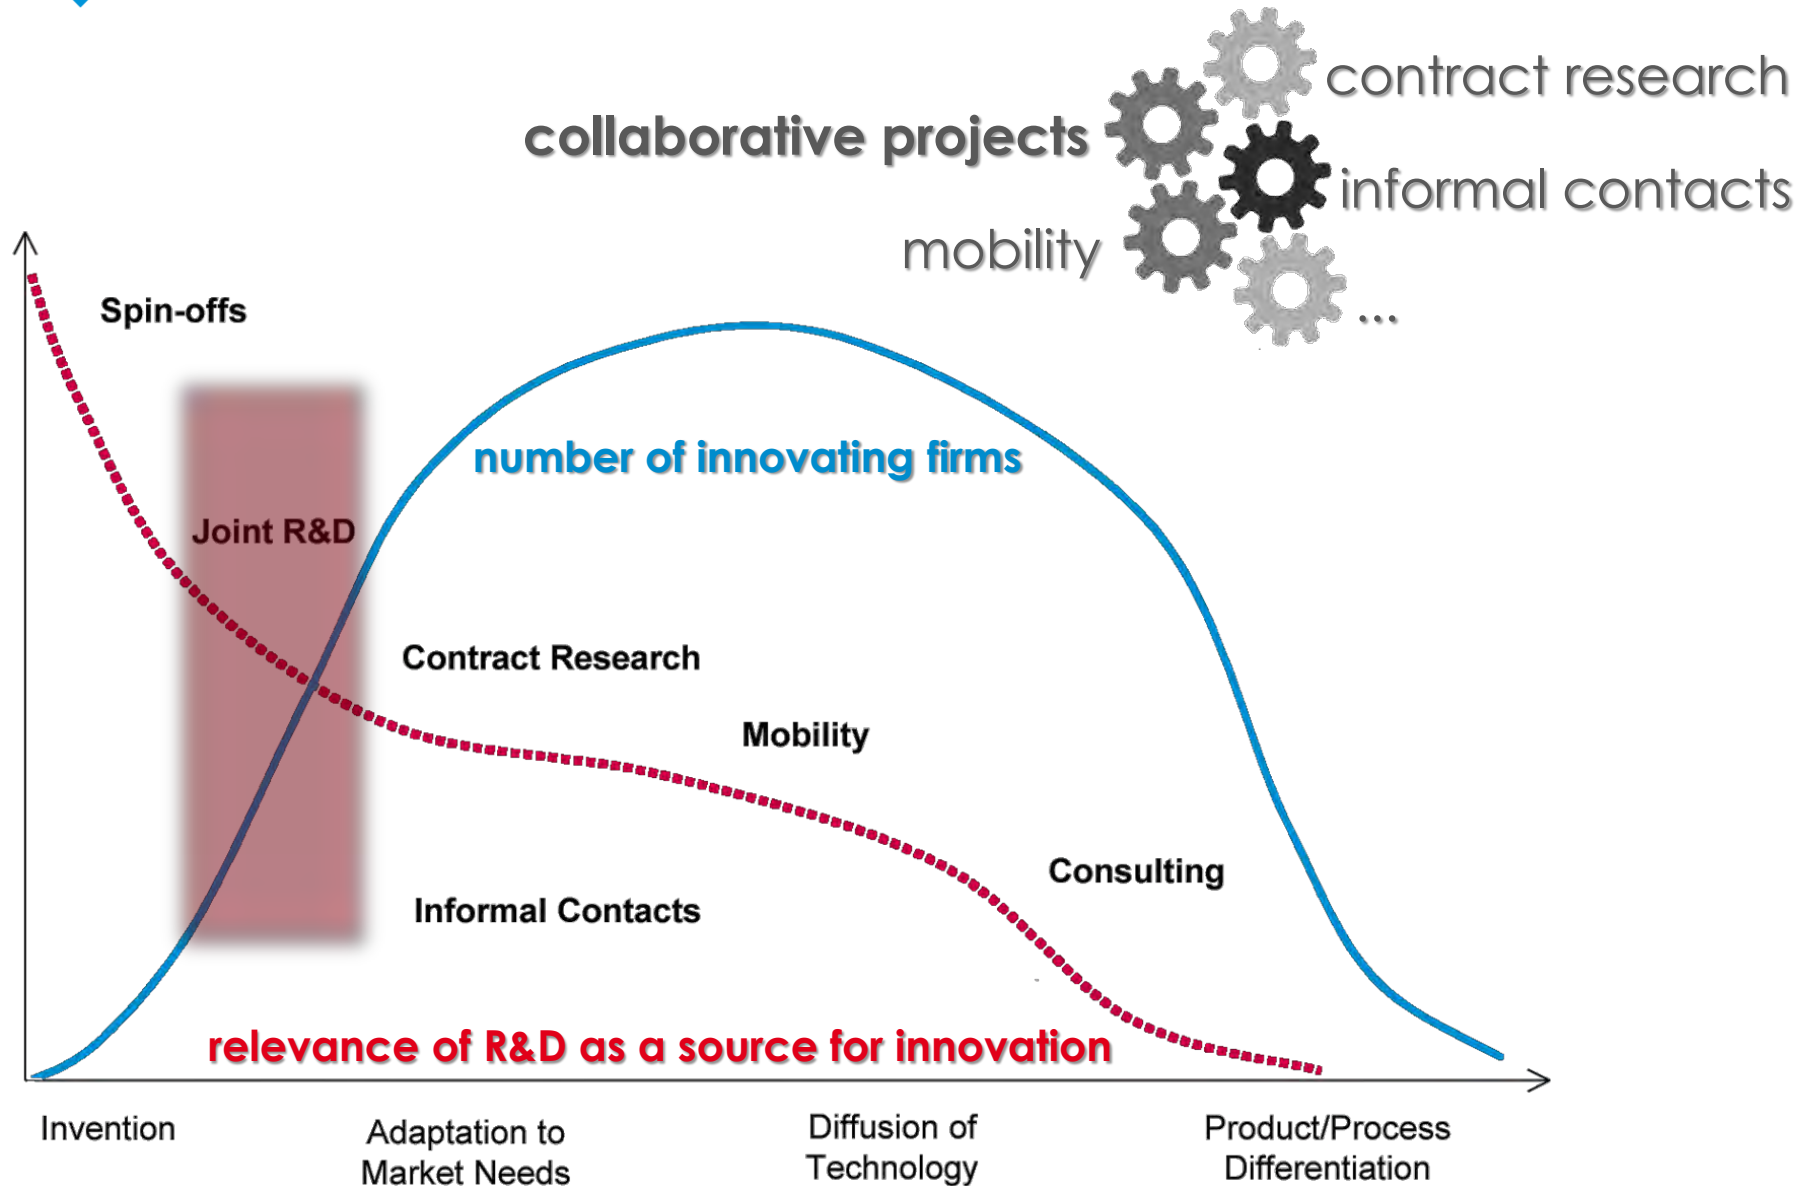 contract research
collaborative projects
informal contacts
mobility
...
Spin-offs
number of innovating firms
Joint R&D
Contract Research
Mobility
Consulting
Informal Contacts
relevance of R&D as a source for innovation
Invention
Adaptation to
Market Needs
Diffusion of
Technology
Product/Process
Differentiation